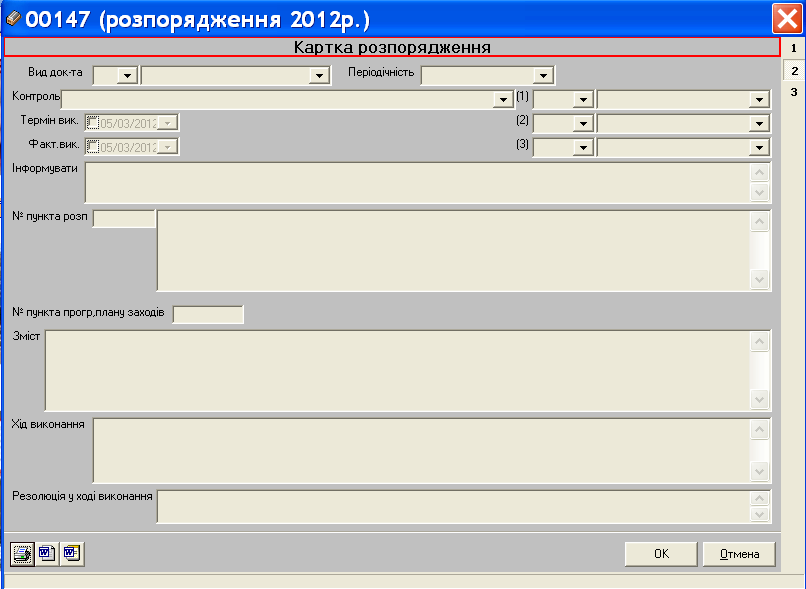 00147 (розпорядження 2012р.)
Картка розпорядження
1
2
3
Вид док-та
Періодічність
Контроль
(1)
Термін вик.
05/03/2012
(2)
Факт.вик.
05/03/2012
(3)
Інформувати
№ пункта розп
№ пункта прогр,плану заходів
Зміст
Хід виконання
Резолюція у ході виконання
OK
Отмена